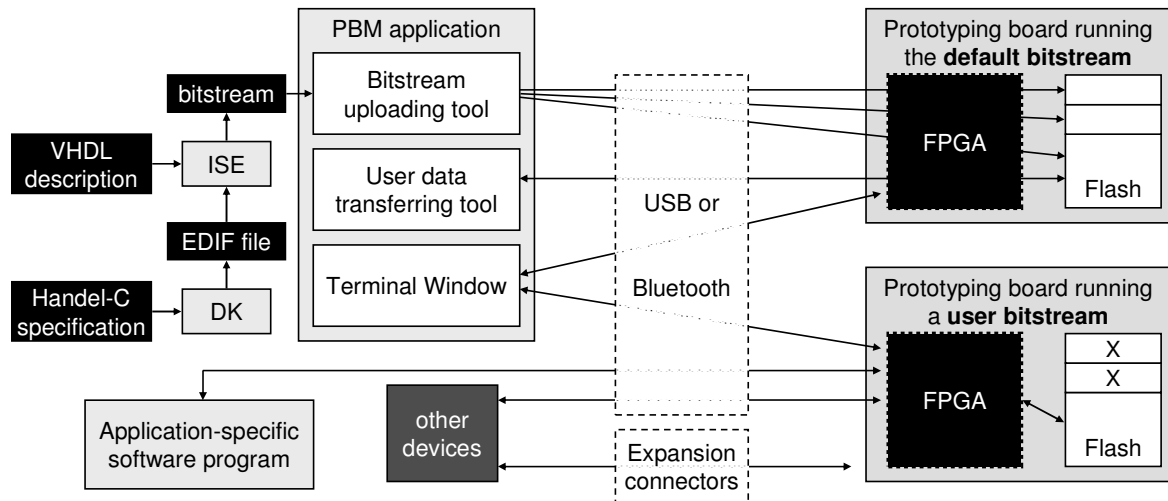 PBM application
Bitstream
uploading tool
User data
transferring tool
Terminal Window
bitstream
VHDL
description
ISE
EDIF file
Handel-C
specification
DK
Application-specific
software program
other
devices
USB or
Bluetooth
Expansion
connectors
Prototyping board running
the default bitstream
FPGA
Flash
Prototyping board running
a user bitstream
FPGA
X
X
Flash